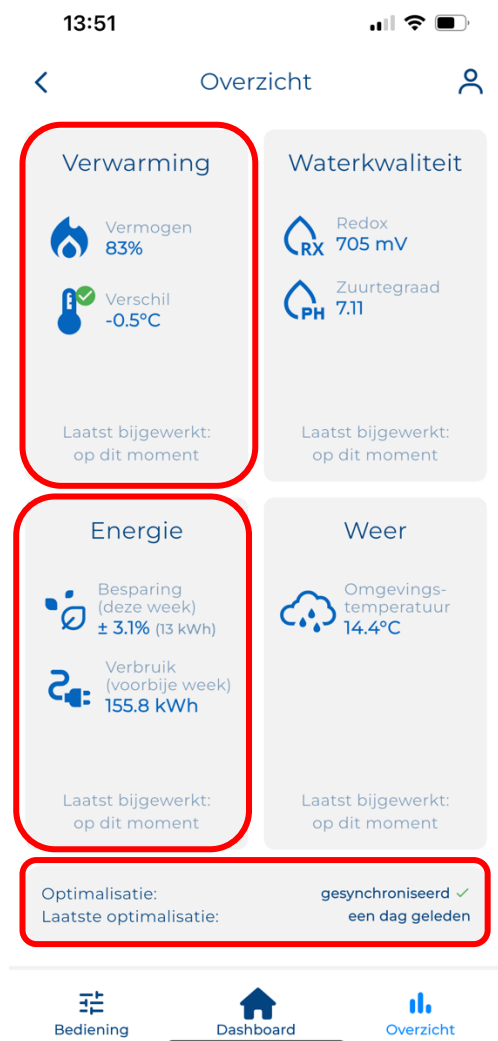 13:51
Overzicht
Verwarming
Vermogen
83%
Verschil
-0.5°C
Laatst bijgewerkt:
op dit moment
Waterkwaliteit
RX
Redox
705 mV
PH
Zuurtegraad
7.11
Laatst bijgewerkt:
op dit moment
Energie
Besparing
(deze week)
± 3.1% (13 kWh)
Verbruik
(voorbije week)
155.8 kWh
Laatst bijgewerkt:
op dit moment
Weer
Omgevings-
temperatuur
14.4°C
Laatst bijgewerkt:
op dit moment
Optimalisatie: gesynchroniseerd ✓
Laatste optimalisatie: een dag geleden
Bediening
Dashboard
Overzicht